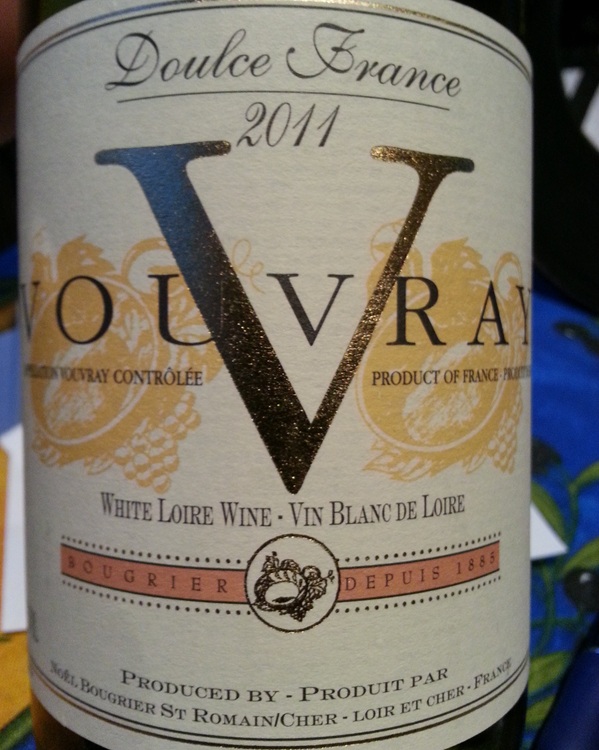 Doulce France
2011
V
VOUVRAY
APPELLATION VOUVRAY CONTRÔLÉE
PRODUCT OF FRANCE -
WHITE LOIRE WINE - VIN BLANC DE LOIRE
BOUGRIER DEPUIS 1885
PRODUCED BY - PRODUIT PAR
NOËL BOUGRIER ST ROMAIN/CHER - LOIR ET CHER - FRANCE